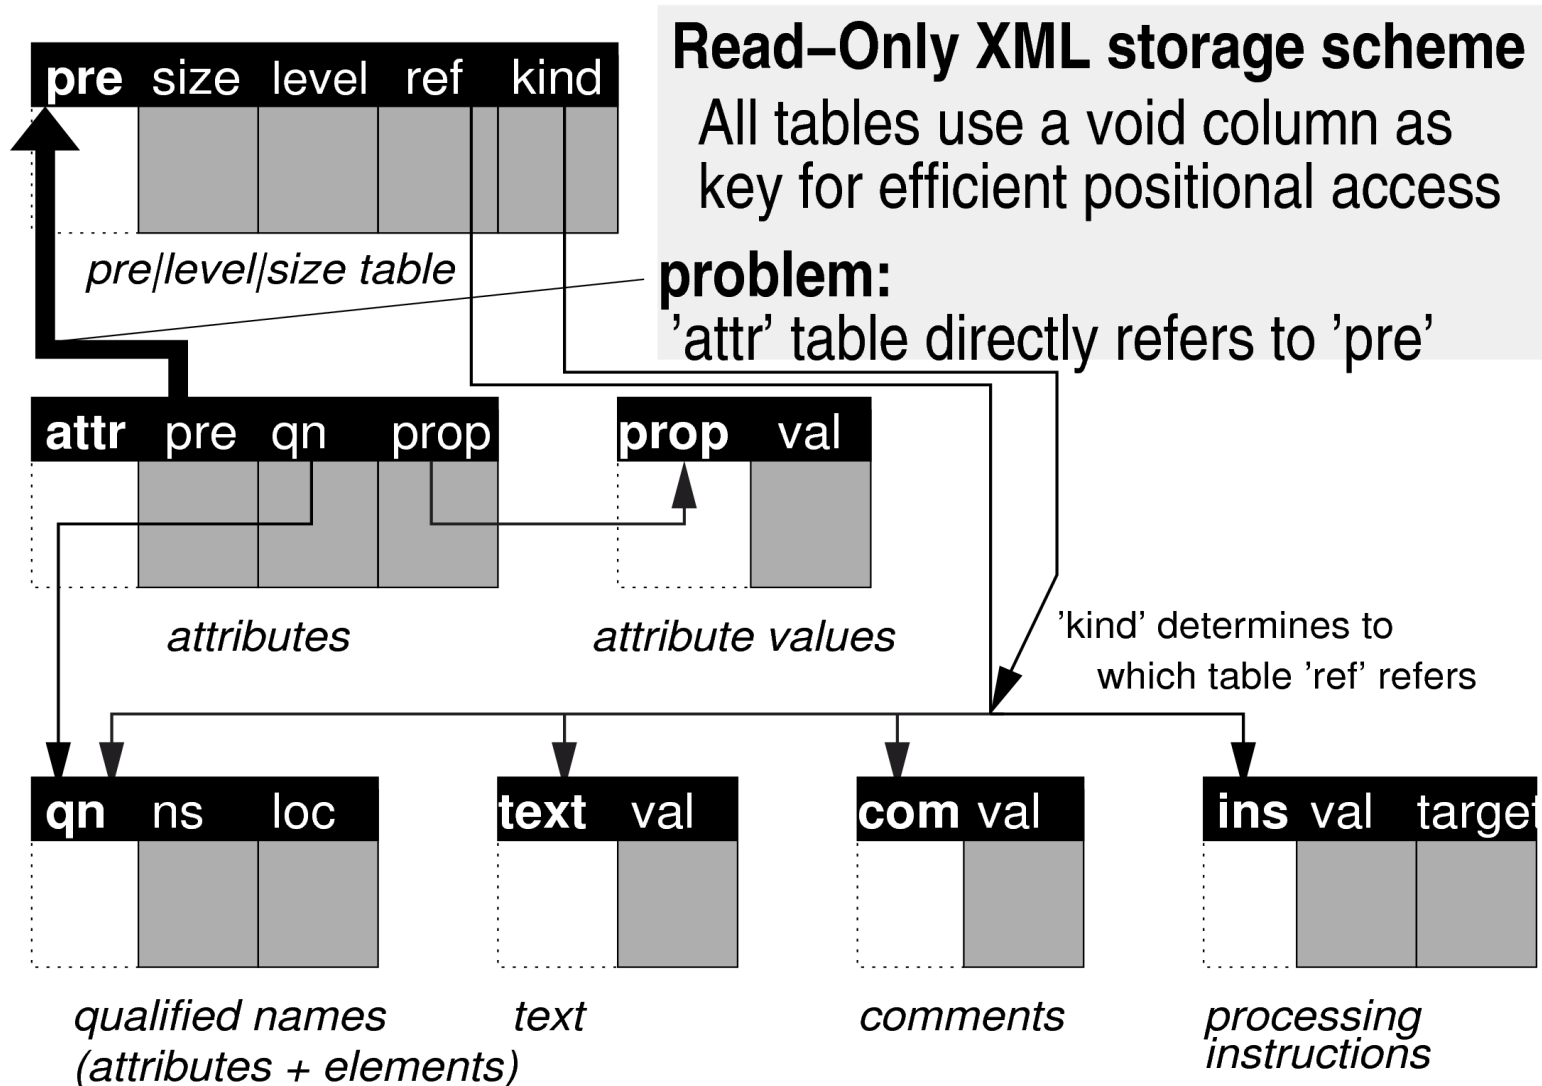 Read–Only XML storage scheme
All tables use a void column as
key for efficient positional access
problem:
’attr’ table directly refers to ’pre’
pre size level ref kind
pre|level|size table
attr pre qn prop
attributes
prop val
attribute values
’kind’ determines to
which table ’ref’ refers
qn ns loc
qualified names
(attributes + elements)
text val
text
com val
comments
ins val target
processing
instructions